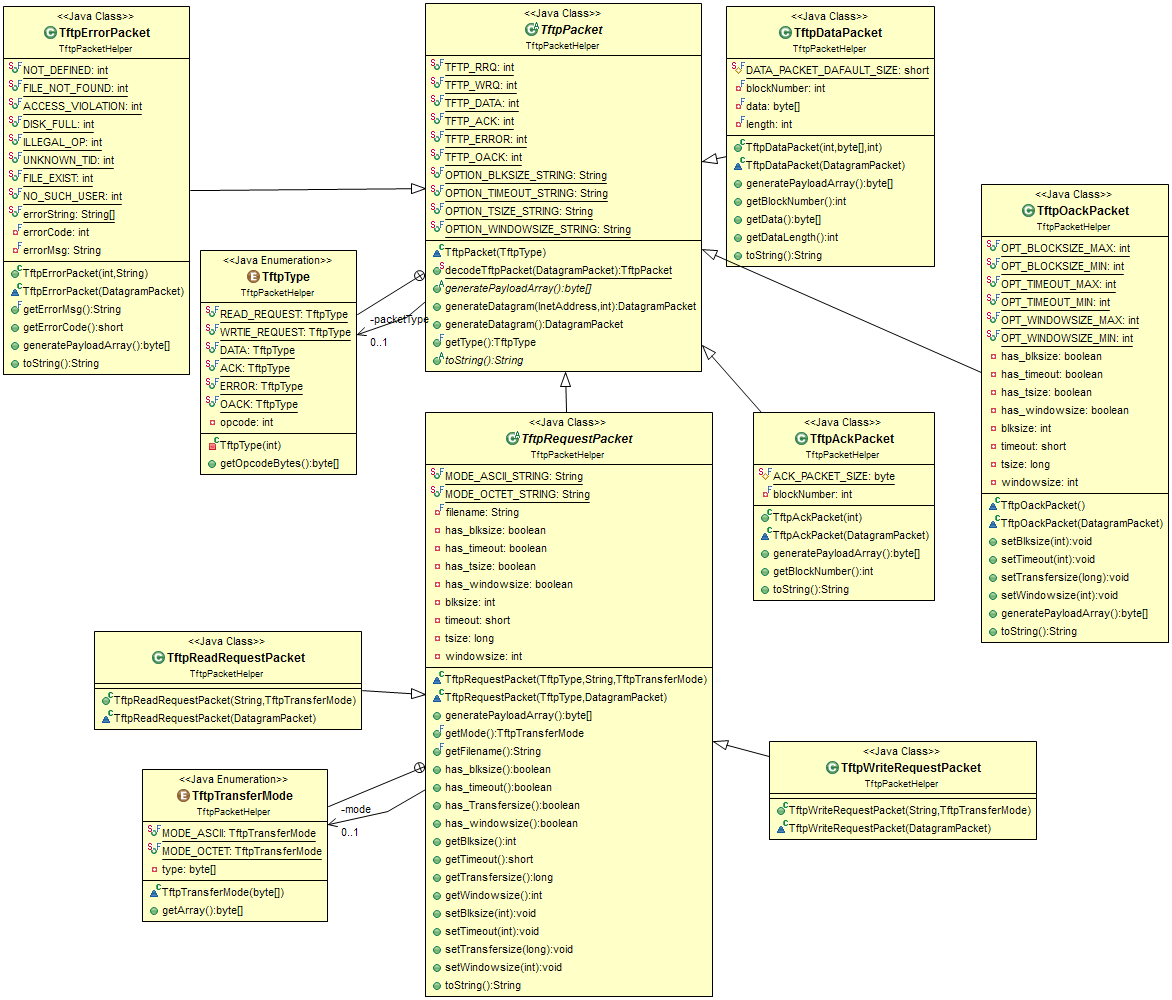 <<Java Class>>
TftpErrorPacket
TftpPacketHelper
NOT_DEFINED: int
FILE_NOT_FOUND: int
ACCESS_VIOLATION: int
DISK_FULL: int
ILLEGAL_OP: int
UNKNOWN_TID: int
FILE_EXIST: int
NO_SUCH_USER: int
errorString: String[]
errorCode: int
errorMsg: String
TftpErrorPacket(int,String)
TftpErrorPacket(DatagramPacket)
getErrorMsg():String
getErrorCode():short
generatePayloadArray():byte[]
toString():String
<<Java Class>>
TftpPacket
TftpPacketHelper
TFTP_RRQ: int
TFTP_WRQ: int
TFTP_DATA: int
TFTP_ACK: int
TFTP_ERROR: int
TFTP_OACK: int
OPTION_BLKSIZE_STRING: String
OPTION_TIMEOUT_STRING: String
OPTION_TSIZE_STRING: String
OPTION_WINDOWSIZE_STRING: String
TftpPacket(TftpType)
decodeTftpPacket(DatagramPacket):TftpPacket
generatePayloadArray():byte[]
generateDatagram(InetAddress,int):DatagramPacket
generateDatagram():DatagramPacket
getType():TftpType
toString():String
<<Java Class>>
TftpDataPacket
TftpPacketHelper
DATA_PACKET_DAFAULT_SIZE: short
blockNumber: int
data: byte[]
length: int
TftpDataPacket(int,byte[],int)
TftpDataPacket(DatagramPacket)
generatePayloadArray():byte[]
getBlockNumber():int
getData():byte[]
getDataLength():int
toString():String
<<Java Class>>
TftpOackPacket
TftpPacketHelper
OPT_BLOCKSIZE_MAX: int
OPT_BLOCKSIZE_MIN: int
OPT_TIMEOUT_MAX: int
OPT_TIMEOUT_MIN: int
OPT_WINDOWSIZE_MAX: int
OPT_WINDOWSIZE_MIN: int
has_blksize: boolean
has_timeout: boolean
has_tsize: boolean
has_windowsize: boolean
blksize: int
timeout: short
tsize: long
windowsize: int
TftpOackPacket()
TftpOackPacket(DatagramPacket)
setBlksize(int):void
setTimeout(int):void
setTransfersize(long):void
setWindowsize(int):void
generatePayloadArray():byte[]
toString():String
<<Java Enumeration>>
TftpType
TftpPacketHelper
READ_REQUEST: TftpType
WRTIE_REQUEST: TftpType
DATA: TftpType
ACK: TftpType
ERROR: TftpType
OACK: TftpType
opcode: int
TftpType(int)
getOpcodeBytes():byte[]
-packetType
0..1
<<Java Class>>
TftpRequestPacket
TftpPacketHelper
MODE_ASCII_STRING: String
MODE_OCTET_STRING: String
filename: String
has_blksize: boolean
has_timeout: boolean
has_tsize: boolean
has_windowsize: boolean
blksize: int
timeout: short
tsize: long
windowsize: int
TftpRequestPacket(TftpType,String,TftpTransferMode)
TftpRequestPacket(TftpType,DatagramPacket)
generatePayloadArray():byte[]
getMode():TftpTransferMode
getFilename():String
has_blksize():boolean
has_timeout():boolean
has_Transfersize():boolean
has_windowsize():boolean
getBlksize():int
getTimeout():short
getTransfersize():long
getWindowsize():int
setBlksize(int):void
setTimeout(int):void
setTransfersize(long):void
setWindowsize(int):void
toString():String
<<Java Class>>
TftpAckPacket
TftpPacketHelper
ACK_PACKET_SIZE: byte
blockNumber: int
TftpAckPacket(int)
TftpAckPacket(DatagramPacket)
generatePayloadArray():byte[]
getBlockNumber():int
toString():String
<<Java Class>>
TftpReadRequestPacket
TftpPacketHelper
TftpReadRequestPacket(String,TftpTransferMode)
TftpReadRequestPacket(DatagramPacket)
<<Java Enumeration>>
TftpTransferMode
TftpPacketHelper
MODE_ASCII: TftpTransferMode
MODE_OCTET: TftpTransferMode
type: byte[]
TftpTransferMode(byte[])
getArray():byte[]
-mode
0..1
<<Java Class>>
TftpWriteRequestPacket
TftpPacketHelper
TftpWriteRequestPacket(String,TftpTransferMode)
TftpWriteRequestPacket(DatagramPacket)